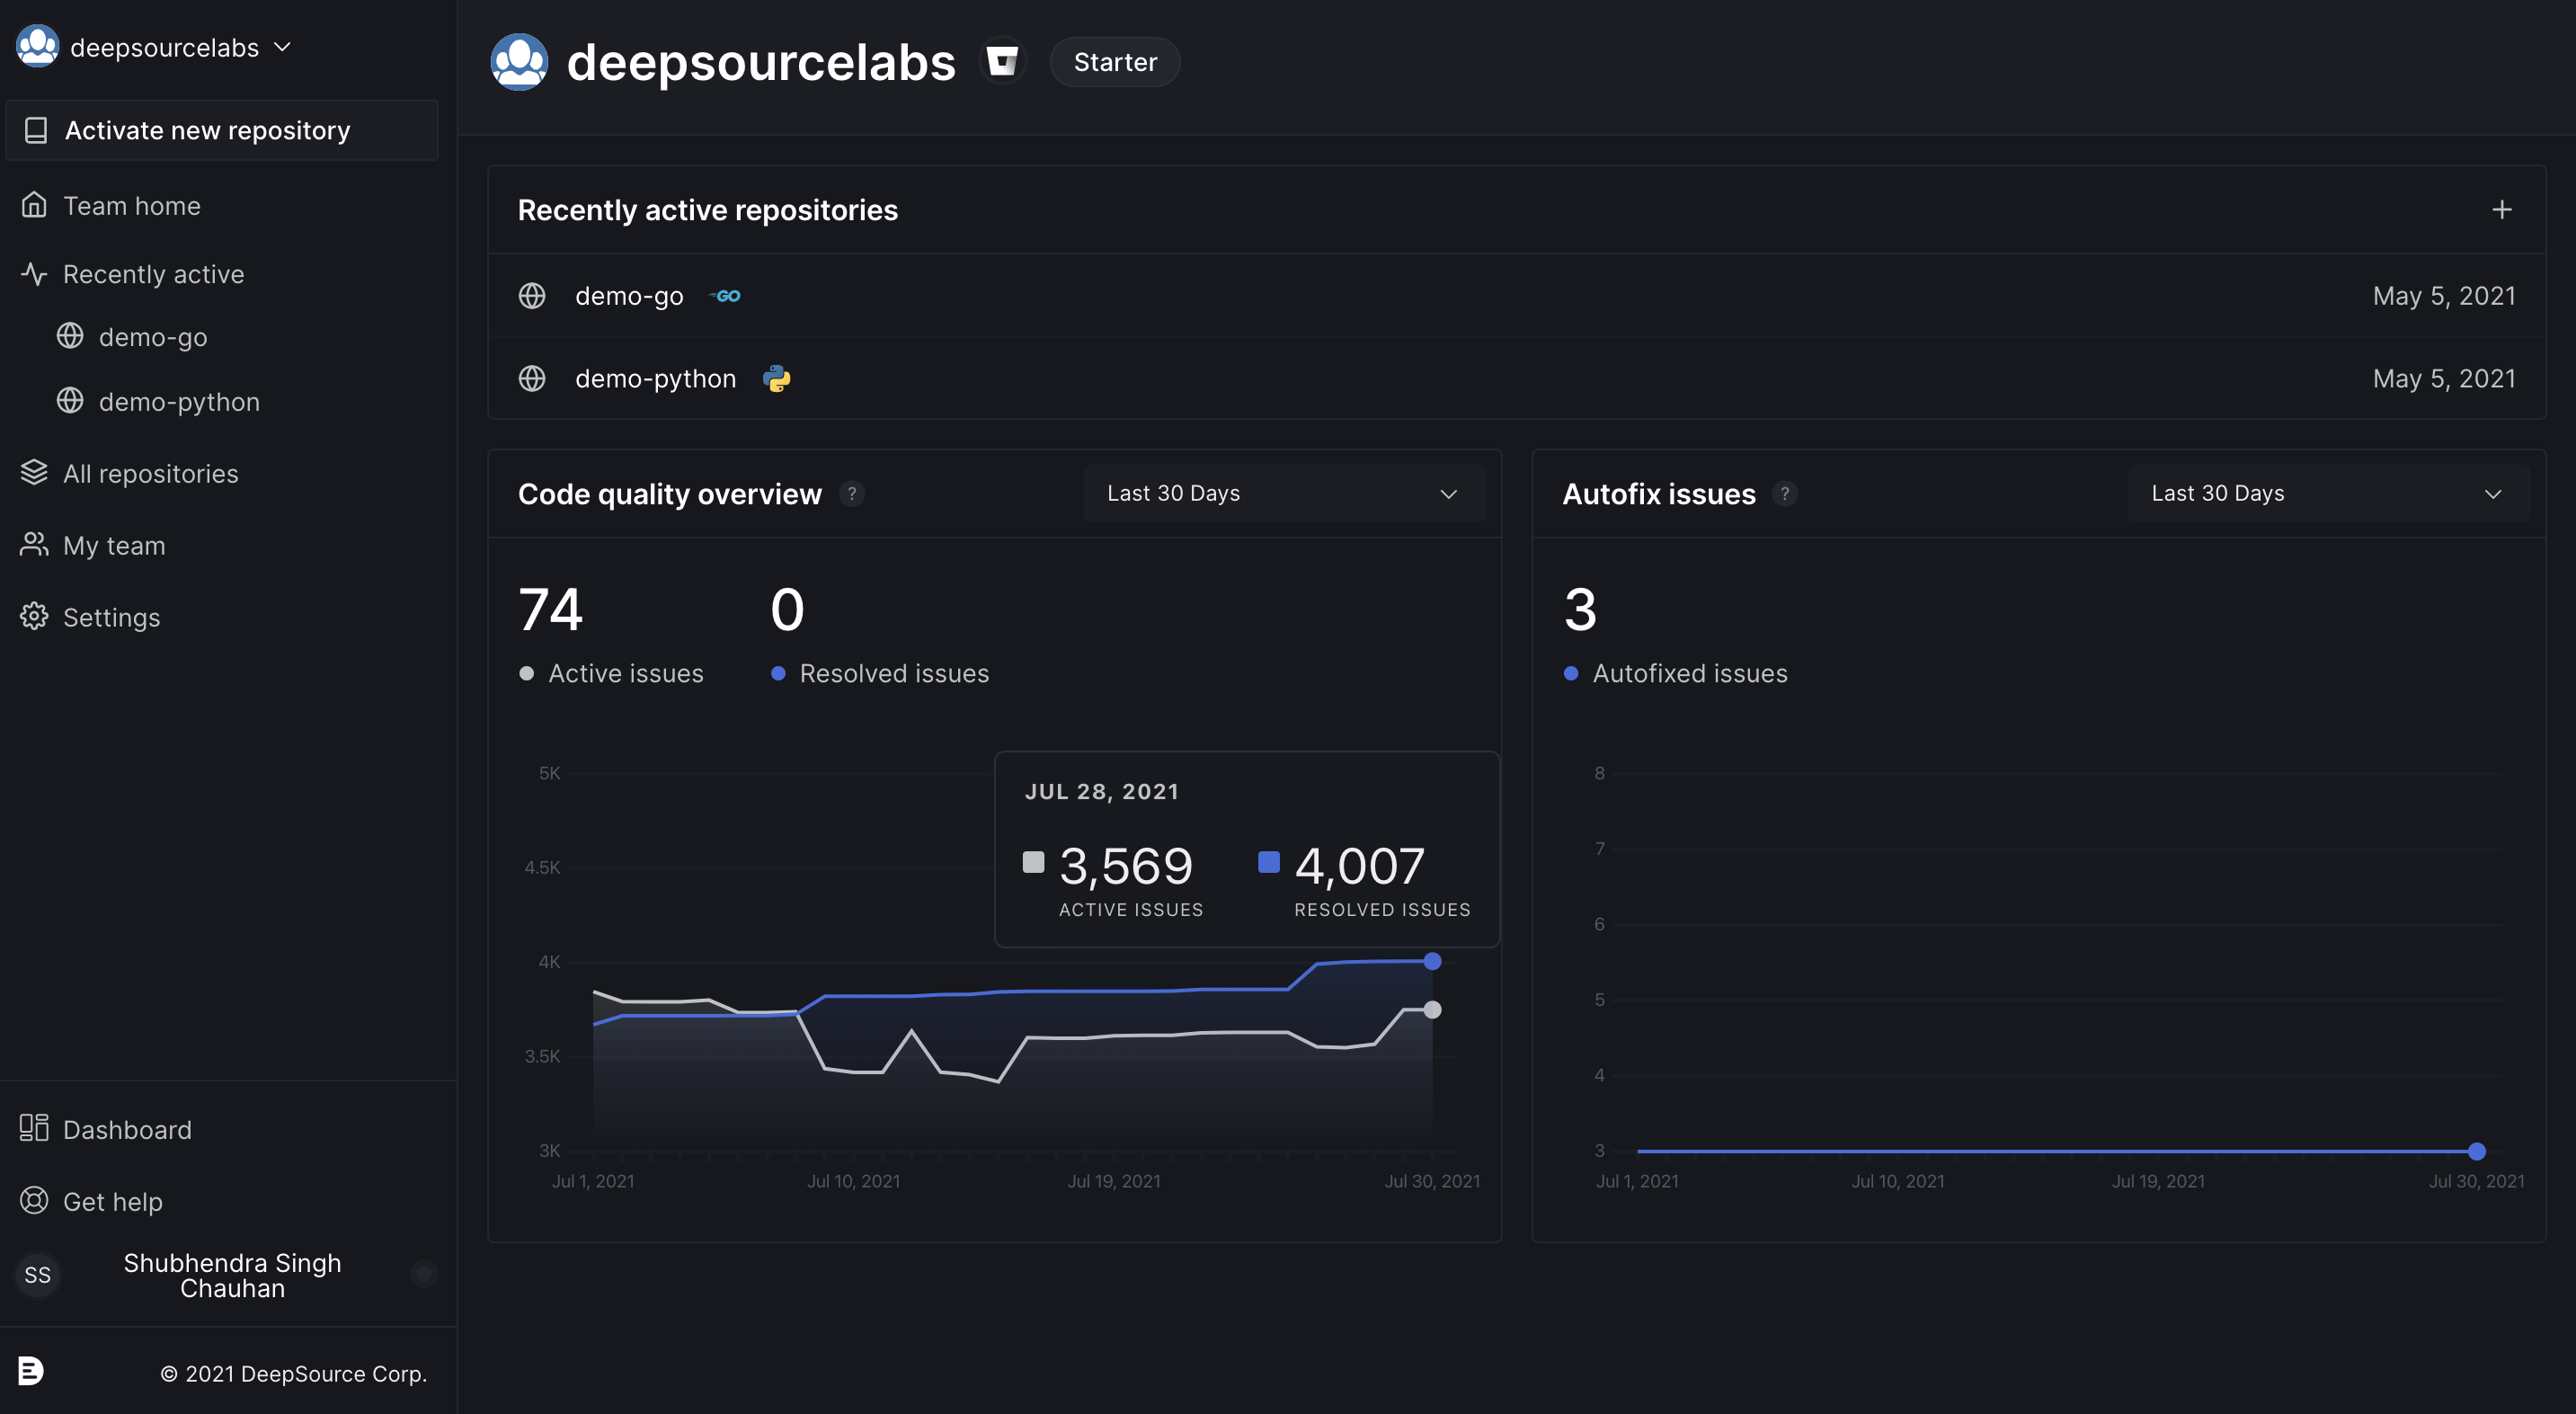 deepsourcelabs
Activate new repository
Team home
Recently active
demo-go
demo-python
All repositories
My team
Settings
Dashboard
Get help
SS
Shubhendra Singh
Chauhan
© 2021 DeepSource Corp.
deepsourcelabs Starter
Recently active repositories
demo-go GO May 5, 2021
demo-python May 5, 2021
Code quality overview ? Last 30 Days
74 0
Active issues Resolved issues
JUL 28, 2021
3,569 4,007
ACTIVE ISSUES RESOLVED ISSUES
5K
4.5K
4K
3.5K
3K
Jul 1, 2021 Jul 10, 2021 Jul 19, 2021 Jul 30, 2021
Autofix issues ? Last 30 Days
3
Autofixed issues
8
7
6
5
4
3
Jul 1, 2021 Jul 10, 2021 Jul 19, 2021 Jul 30, 2021